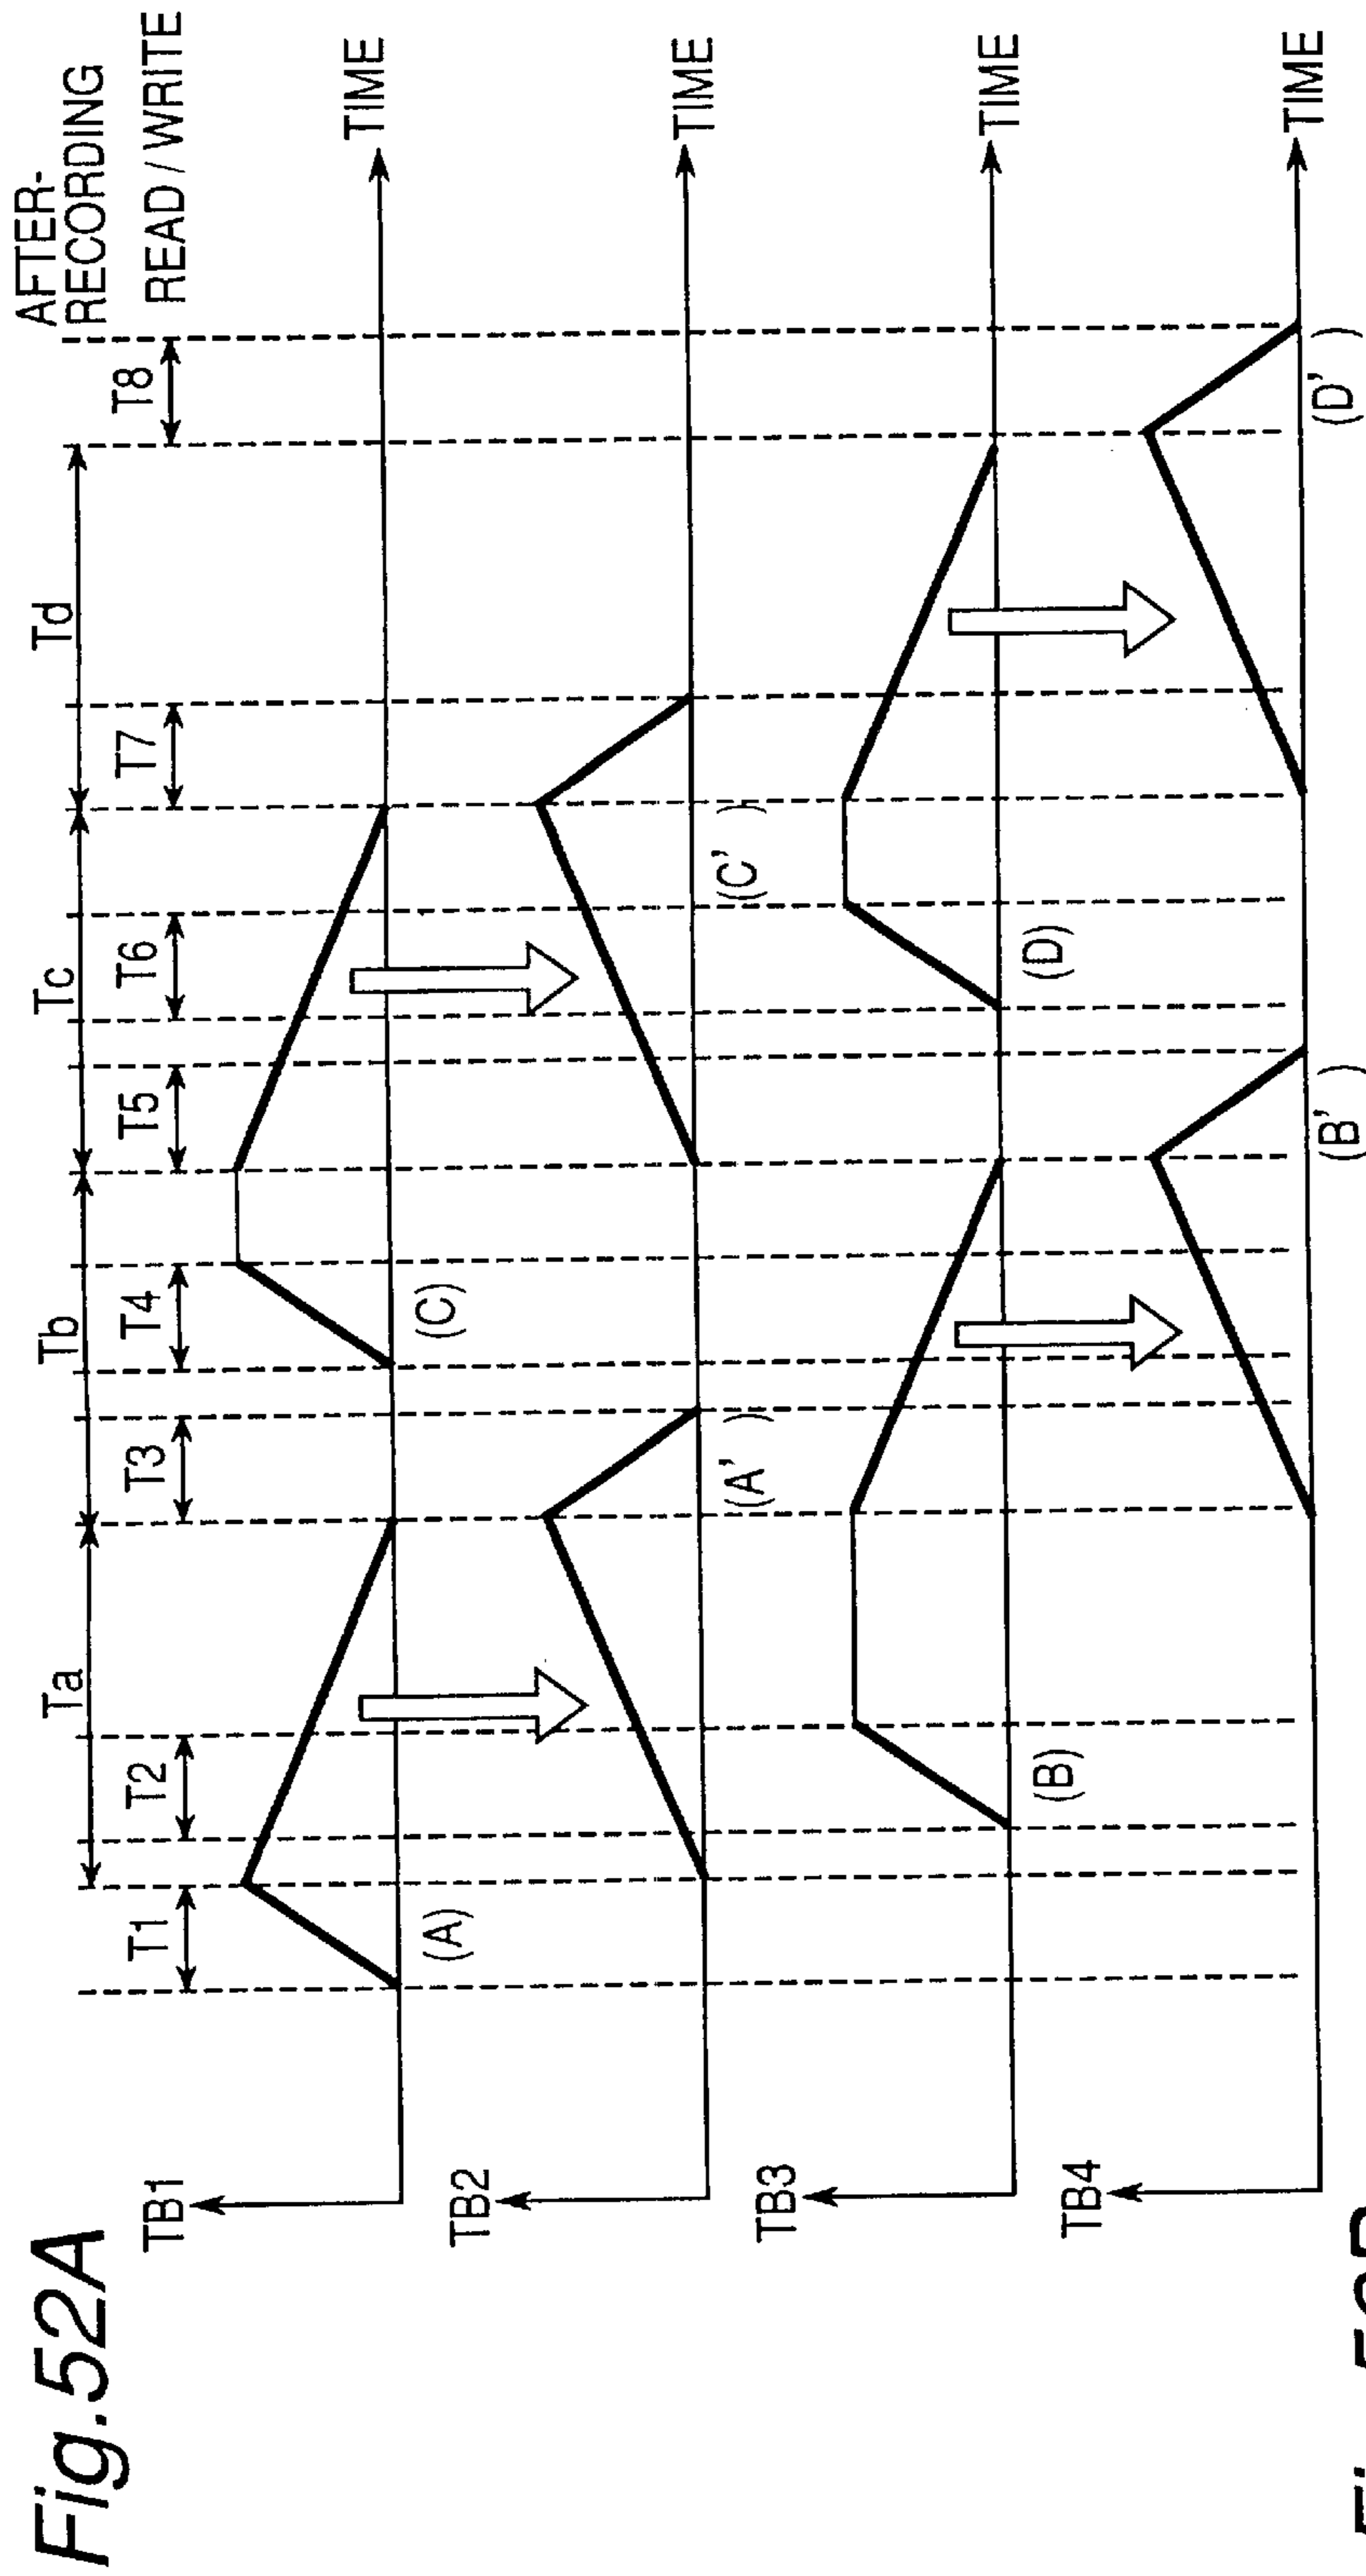 Fig.52A
AFTER-
RECORDING
READ / WRITE
Ta
Tb
Tc
Td
T1
T2
T3
T4
T5
T6
T7
T8
TB1
TIME
(A)
(C)
TB2
TIME
(A' )
(C' )
TB3
TIME
(B)
(D)
TB4
TIME
(B' )
(D' )